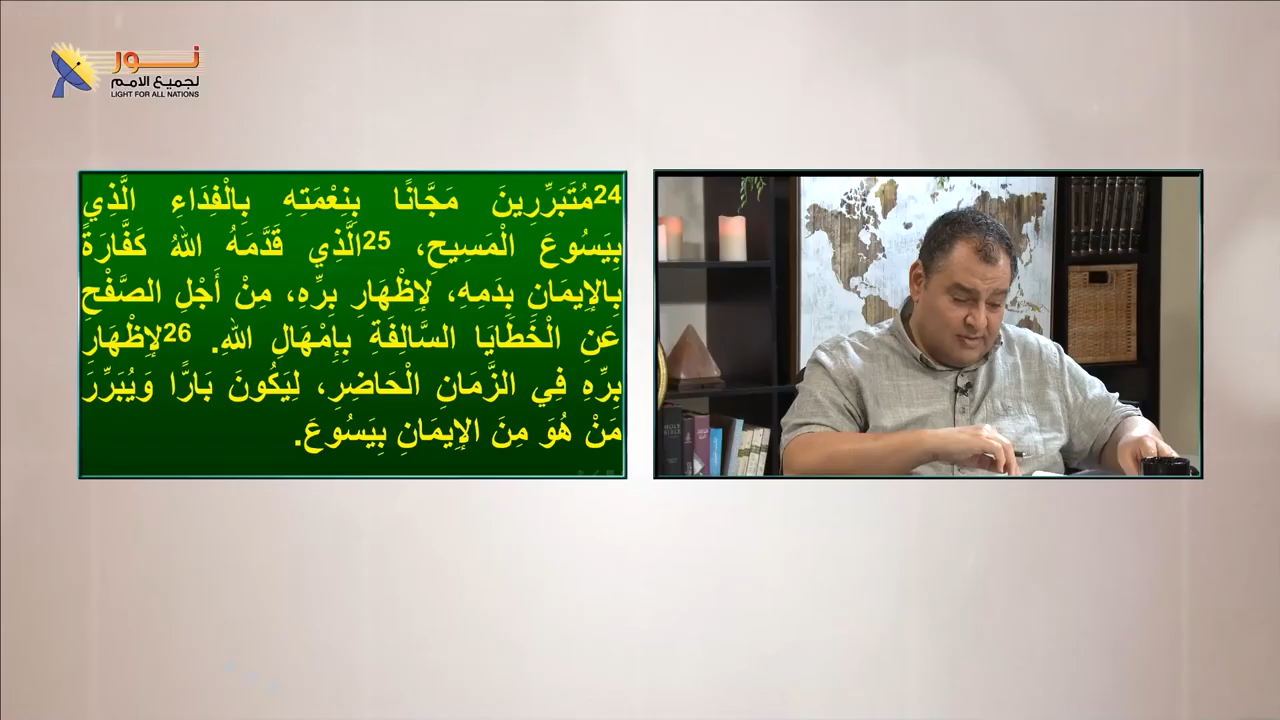 نور
لجميع الامم
LIGHT FOR ALL NATIONS
24مُتَبَرِّرِينَ مَجَّانًا بِنِعْمَتِهِ بِالْفِدَاءِ الَّذِي
بِيَسُوعَ الْمَسِيحِ، 25الَّذِي قَدَّمَهُ اللهُ كَفَّارَةً
بِالإِيمَانِ بِدَمِهِ، لإِظْهَارِ بِرِّهِ، مِنْ أَجْلِ الصَّفْحِ
عَنِ الْخَطَايَا السَّالِفَةِ بِإِمْهَالِ اللهِ. 26لإِظْهَارِ
بِرِّهِ فِي الزَّمَانِ الْحَاضِرِ، لِيَكُونَ بَارًّا وَيُبَرِّرَ
مَنْ هُوَ مِنَ الإِيمَانِ بِيَسُوعَ.
HOLY
BIBLE